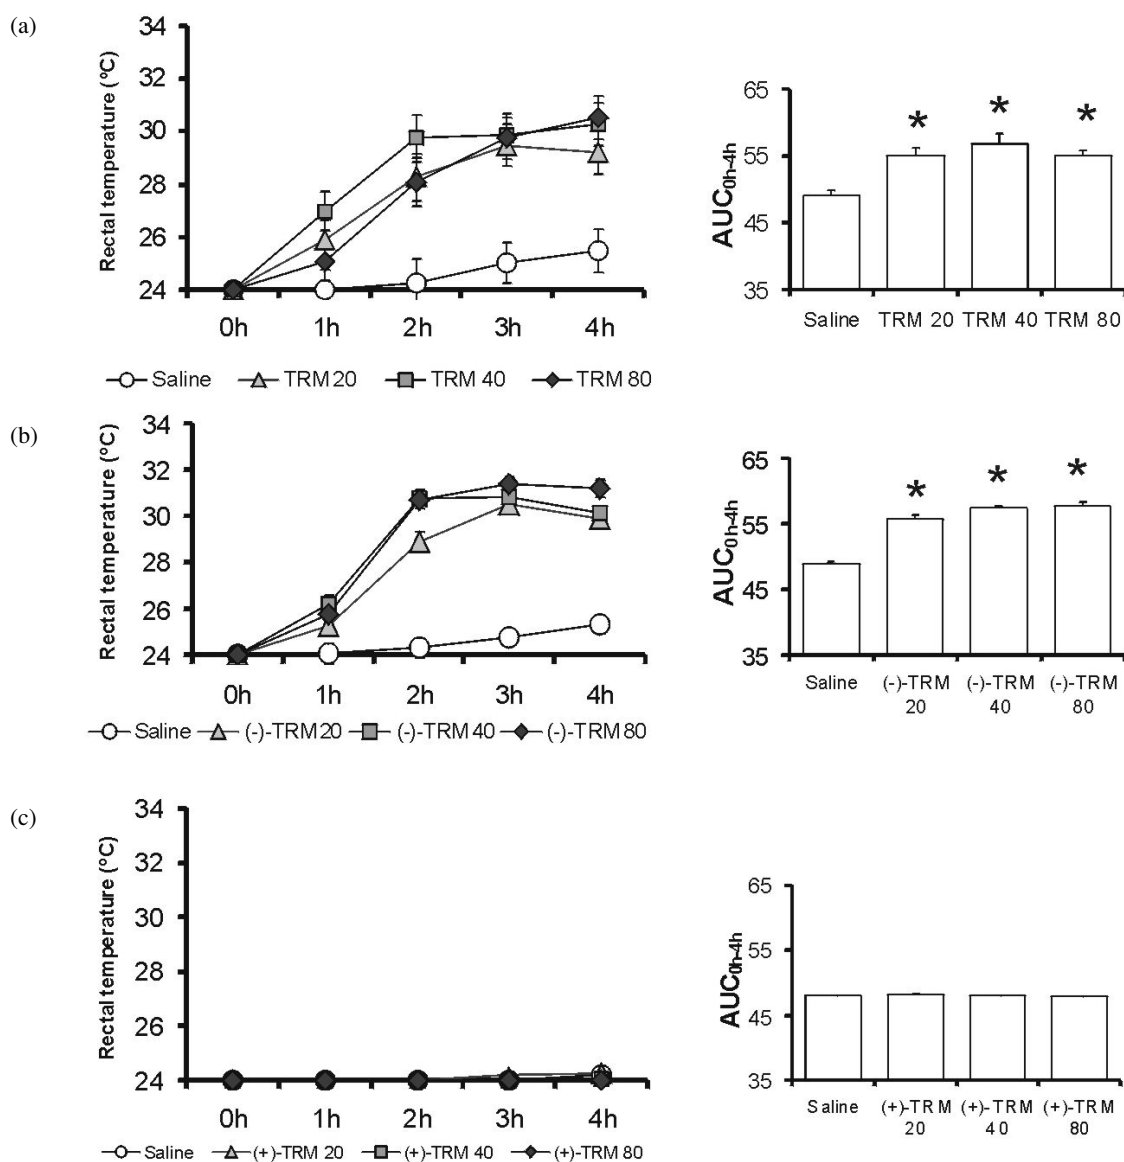 (a)
Rectal temperature (°C)
34
32
30
28
26
24
0h 1h 2h 3h 4h
Saline TRM 20 TRM 40 TRM 80
AUC0h-4h
65
55
45
35
* * *
Saline TRM 20 TRM 40 TRM 80
(b)
Rectal temperature (°C)
34
32
30
28
26
24
0h 1h 2h 3h 4h
Saline (-)-TRM 20 (-)-TRM 40 (-)-TRM 80
AUC0h-4h
65
55
45
35
* * *
Saline (-)-TRM (-)-TRM (-)-TRM
20 40 80
(c)
Rectal temperature (°C)
34
32
30
28
26
24
0h 1h 2h 3h 4h
Saline (+)-TRM 20 (+)-TRM 40 (+)-TRM 80
AUC0h-4h
65
55
45
35
Saline (+)-TRM (+)-TRM (+)-TRM
20 40 80